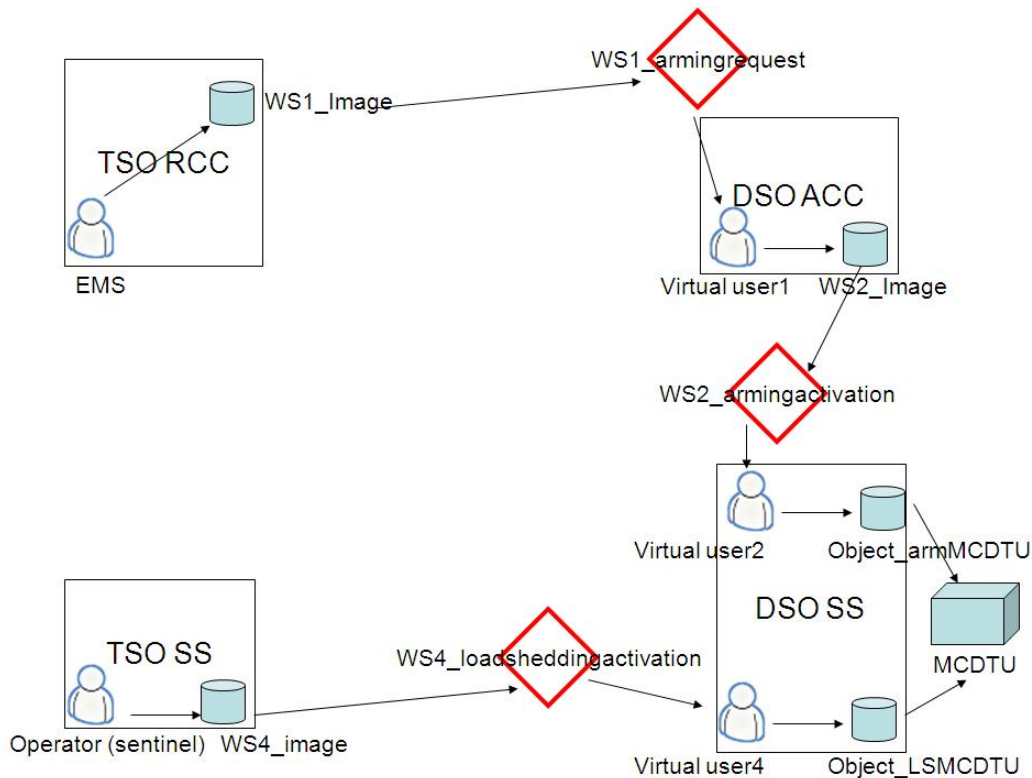 WS1_armingrequest
WS1_Image
TSO RCC
DSO ACC
EMS
Virtual user1
WS2_Image
WS2_armingactivation
Virtual user2
Object_armMCDTU
DSO SS
TSO SS
WS4_loadsheddingactivation
MCDTU
Operator (sentinel)
WS4_image
Virtual user4
Object_LSMCDTU